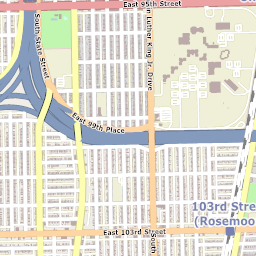 East 95th Street
South State Street
n Luther King Jr. Drive
East 99th Place
103rd Stre
(Rosemoo
East 103rd Street
South